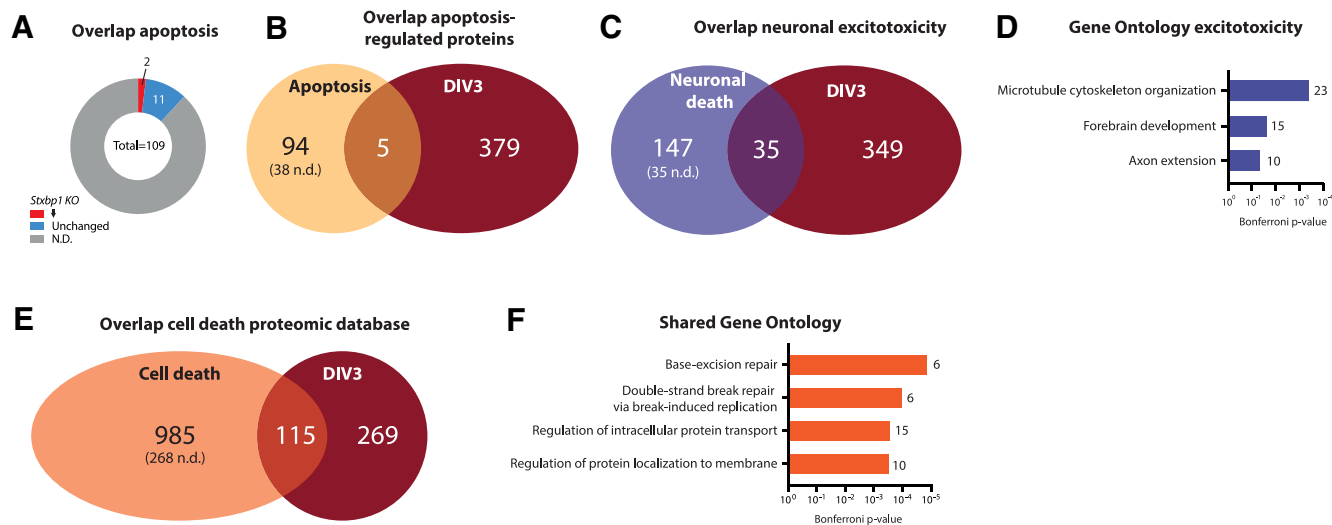 A
Overlap apoptosis
2
11
Total=109
Stxbp1 KO
Unchanged
N.D.
B
Overlap apoptosis-
regulated proteins
Apoptosis
DIV3
94
(38 n.d.)
5
379
C
Overlap neuronal excitotoxicity
Neuronal
death
DIV3
147
(35 n.d.)
35
349
D
Gene Ontology excitotoxicity
Microtubule cytoskeleton organization
23
Forebrain development
15
Axon extension
10
10⁰ 10⁻¹ 10⁻² 10⁻³ 10⁻⁴
Bonferroni p-value
E
Overlap cell death proteomic database
Cell death
DIV3
985
(268 n.d.)
115
269
F
Shared Gene Ontology
Base-excision repair
6
Double-strand break repair
via break-induced replication
6
Regulation of intracellular protein transport
15
Regulation of protein localization to membrane
10
10⁰ 10⁻¹ 10⁻² 10⁻³ 10⁻⁴ 10⁻⁵
Bonferroni p-value